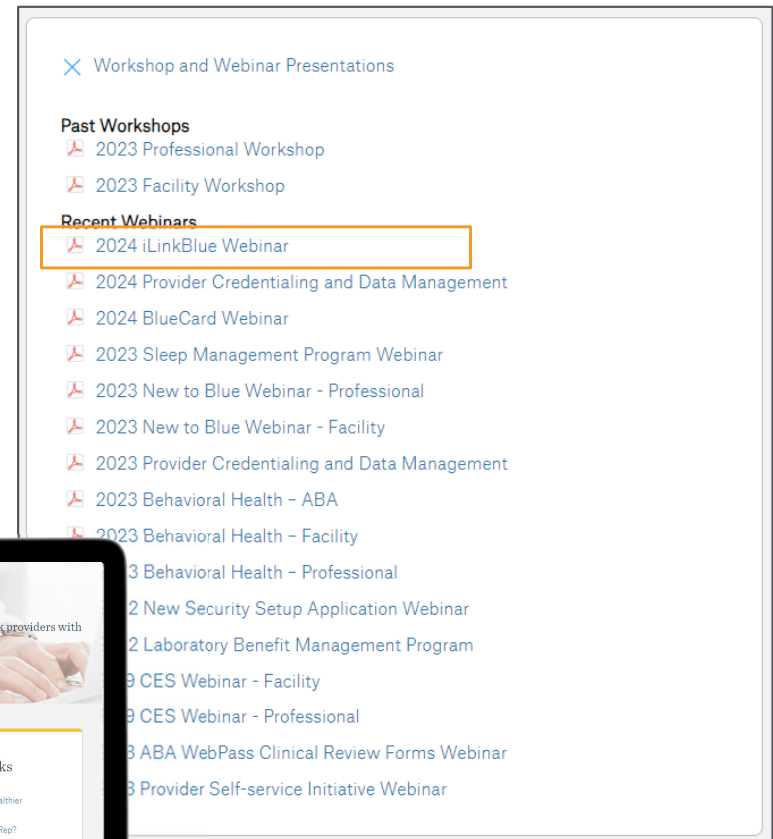 Workshop and Webinar Presentations
Past Workshops
2023 Professional Workshop
2023 Facility Workshop
Recent Webinars
2024 iLinkBlue Webinar
2024 Provider Credentialing and Data Management
2024 BlueCard Webinar
2023 Sleep Management Program Webinar
2023 New to Blue Webinar - Professional
2023 New to Blue Webinar - Facility
2023 Provider Credentialing and Data Management
2023 Behavioral Health – ABA
2023 Behavioral Health – Facility
3 Behavioral Health – Professional
2 New Security Setup Application Webinar
2 Laboratory Benefit Management Program
9 CES Webinar - Facility
9 CES Webinar - Professional
3 ABA WebPass Clinical Review Forms Webinar
3 Provider Self-service Initiative Webinar
providers with
ks
althier
Rep?